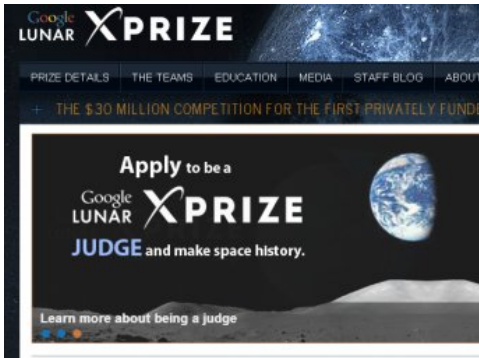 Google
LUNAR XPRIZE
PRIZE DETAILS THE TEAMS EDUCATION MEDIA STAFF BLOG ABOUT
+ THE $30 MILLION COMPETITION FOR THE FIRST PRIVATELY FUNDE
Apply to be a
Google
LUNAR XPRIZE
JUDGE and make space history.
Learn more about being a judge